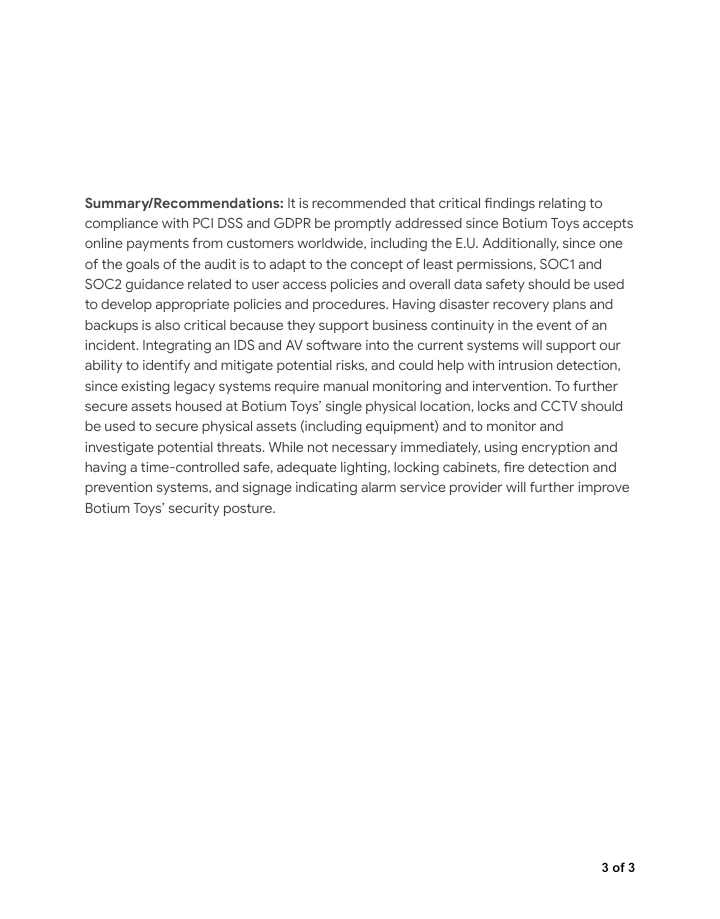 Summary/Recommendations: It is recommended that critical findings relating to
compliance with PCI DSS and GDPR be promptly addressed since Botium Toys accepts
online payments from customers worldwide, including the E.U. Additionally, since one
of the goals of the audit is to adapt to the concept of least permissions, SOC1 and
SOC2 guidance related to user access policies and overall data safety should be used
to develop appropriate policies and procedures. Having disaster recovery plans and
backups is also critical because they support business continuity in the event of an
incident. Integrating an IDS and AV software into the current systems will support our
ability to identify and mitigate potential risks, and could help with intrusion detection,
since existing legacy systems require manual monitoring and intervention. To further
secure assets housed at Botium Toys’ single physical location, locks and CCTV should
be used to secure physical assets (including equipment) and to monitor and
investigate potential threats. While not necessary immediately, using encryption and
having a time-controlled safe, adequate lighting, locking cabinets, fire detection and
prevention systems, and signage indicating alarm service provider will further improve
Botium Toys’ security posture.
3 of 3